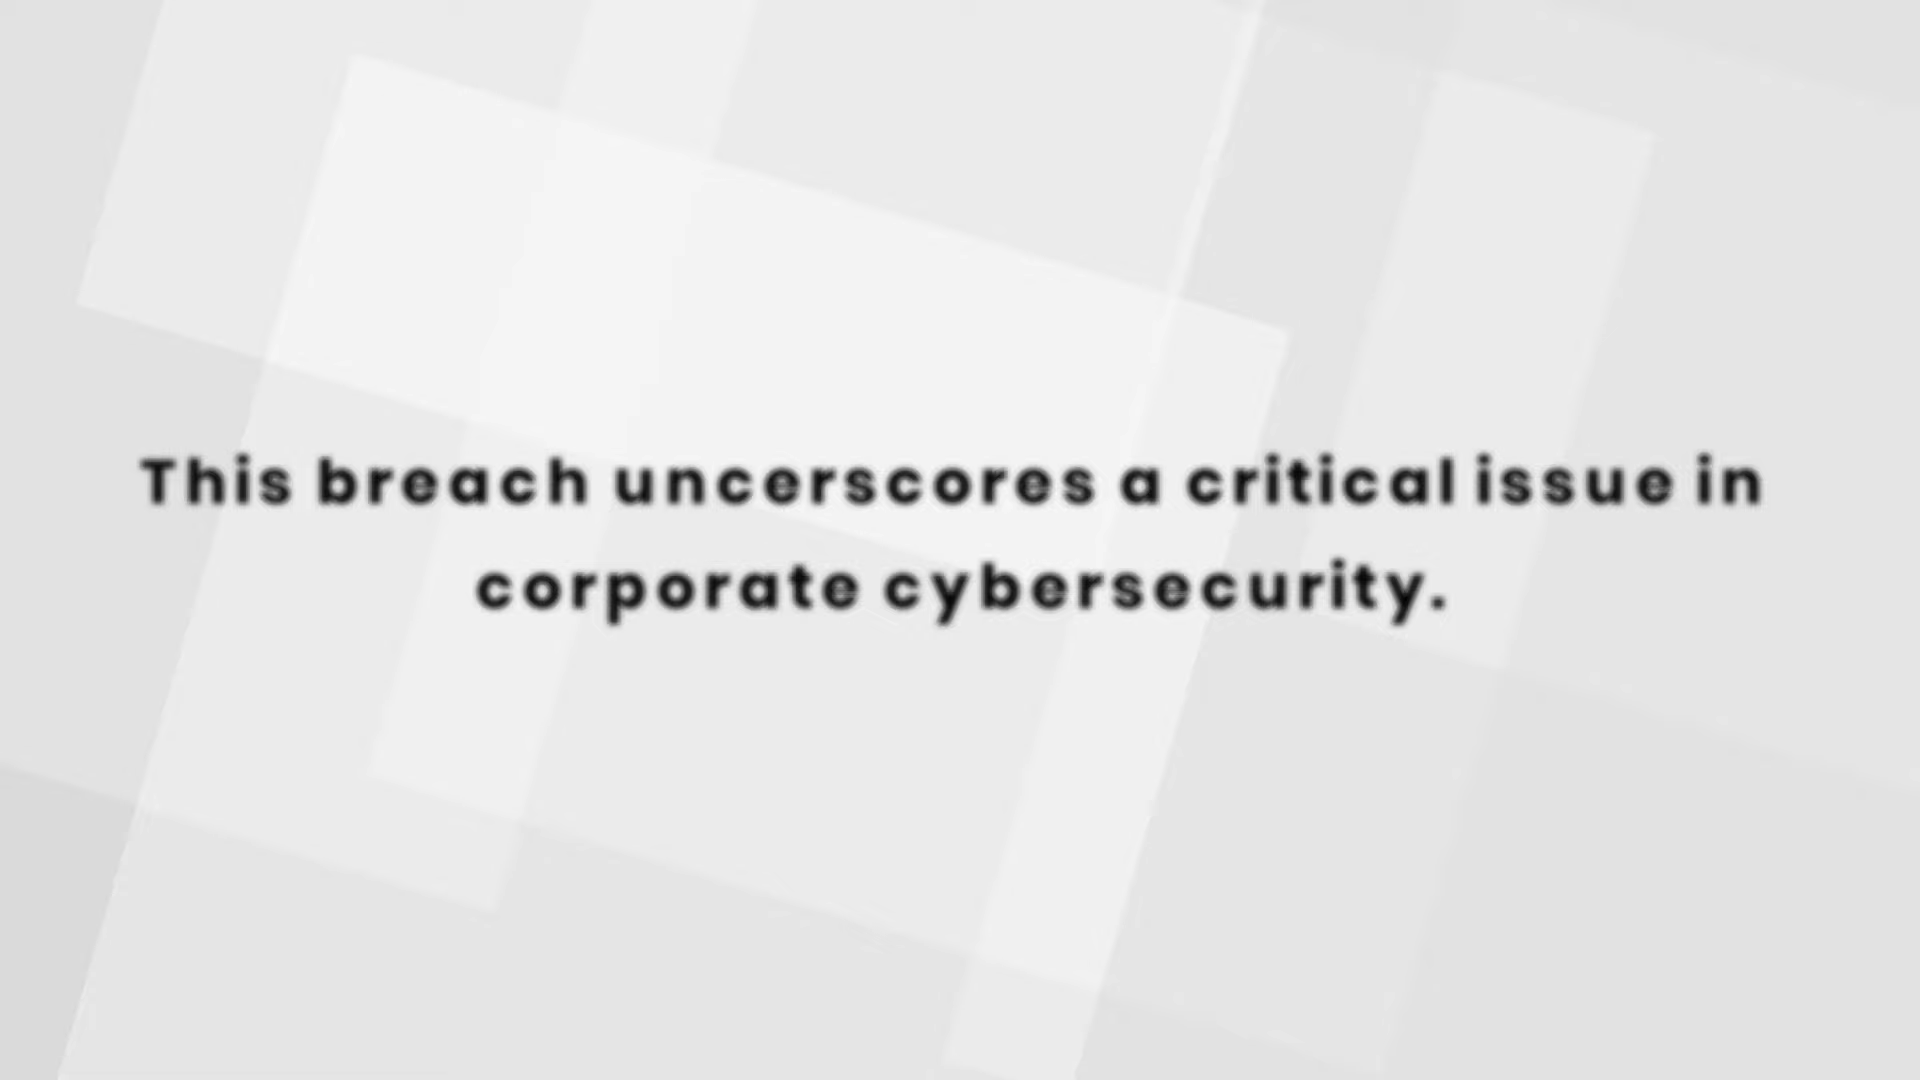 This breach uncerscores a critical issue in
corporate cybersecurity.